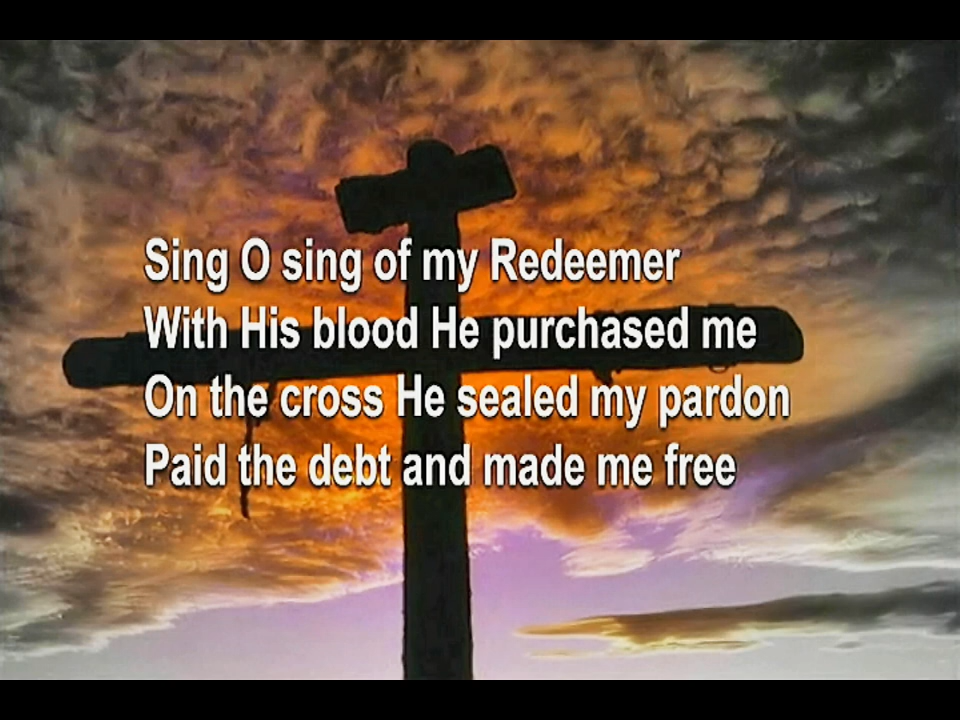 Sing O sing of my Redeemer
With His blood He purchased me
On the cross He sealed my pardon
Paid the debt and made me free